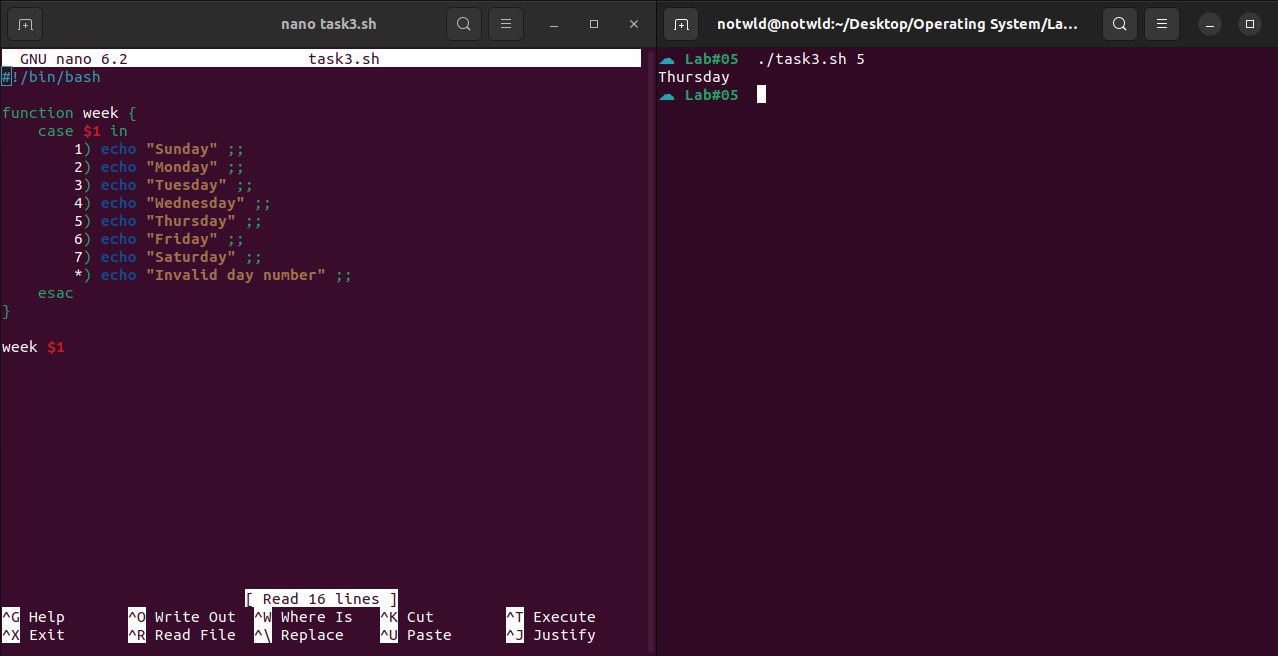 nano task3.sh
GNU nano 6.2 task3.sh
#!/bin/bash
function week {
    case $1 in
        1) echo "Sunday" ;;
        2) echo "Monday" ;;
        3) echo "Tuesday" ;;
        4) echo "Wednesday" ;;
        5) echo "Thursday" ;;
        6) echo "Friday" ;;
        7) echo "Saturday" ;;
        *) echo "Invalid day number" ;;
    esac
}
week $1
[ Read 16 lines ]
^G Help ^O Write Out ^W Where Is ^K Cut ^T Execute
^X Exit ^R Read File ^\ Replace ^U Paste ^J Justify
notwld@notwld:~/Desktop/Operating System/La...
☁ Lab#05 ./task3.sh 5
Thursday
☁ Lab#05